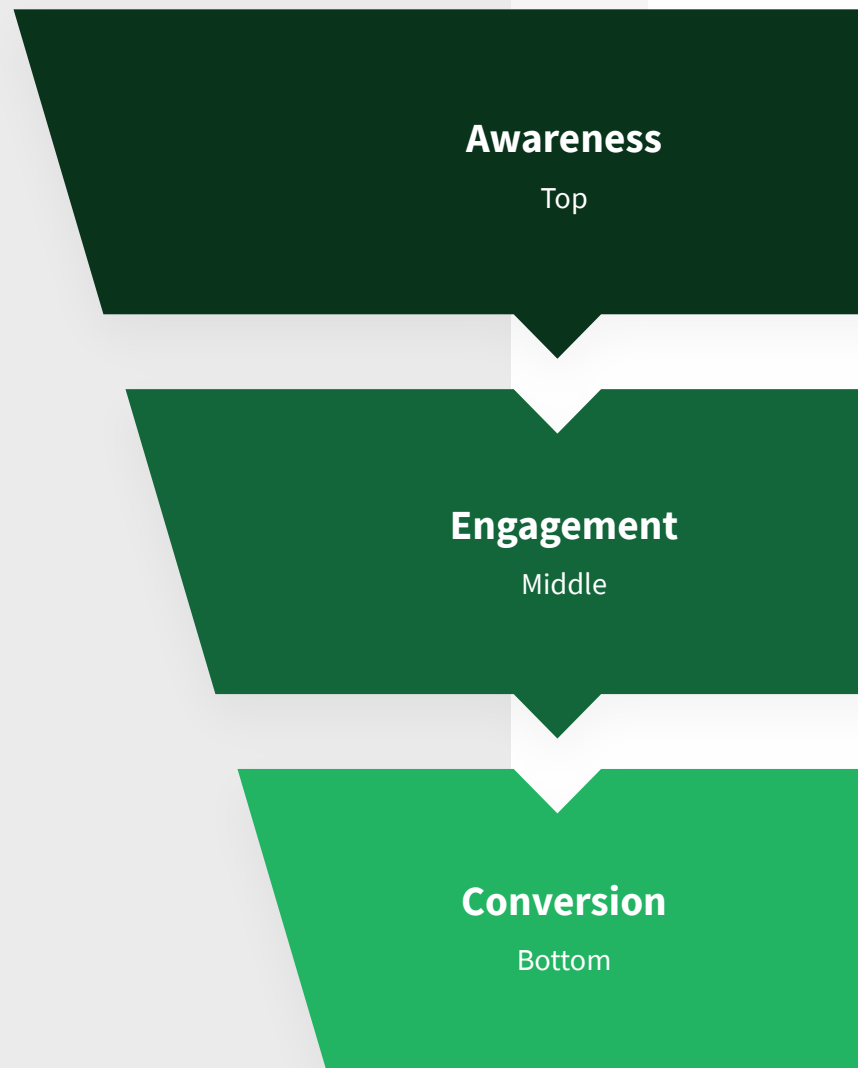 Awareness
Top
Engagement
Middle
Conversion
Bottom